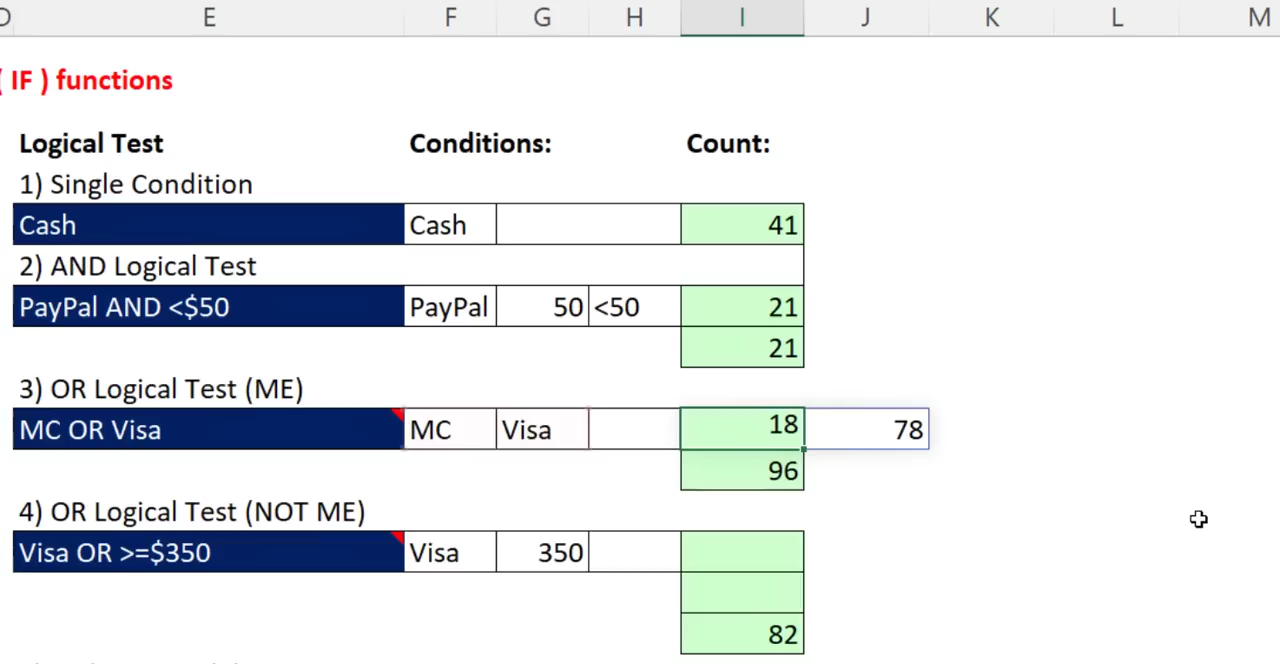 E F G H I J K L M
( IF ) functions
Logical Test Conditions: Count:
1) Single Condition
Cash Cash 41
2) AND Logical Test
PayPal AND <$50 PayPal 50 <50 21
21
3) OR Logical Test (ME)
MC OR Visa MC Visa 18 78
96
4) OR Logical Test (NOT ME)
Visa OR >=$350 Visa 350
82